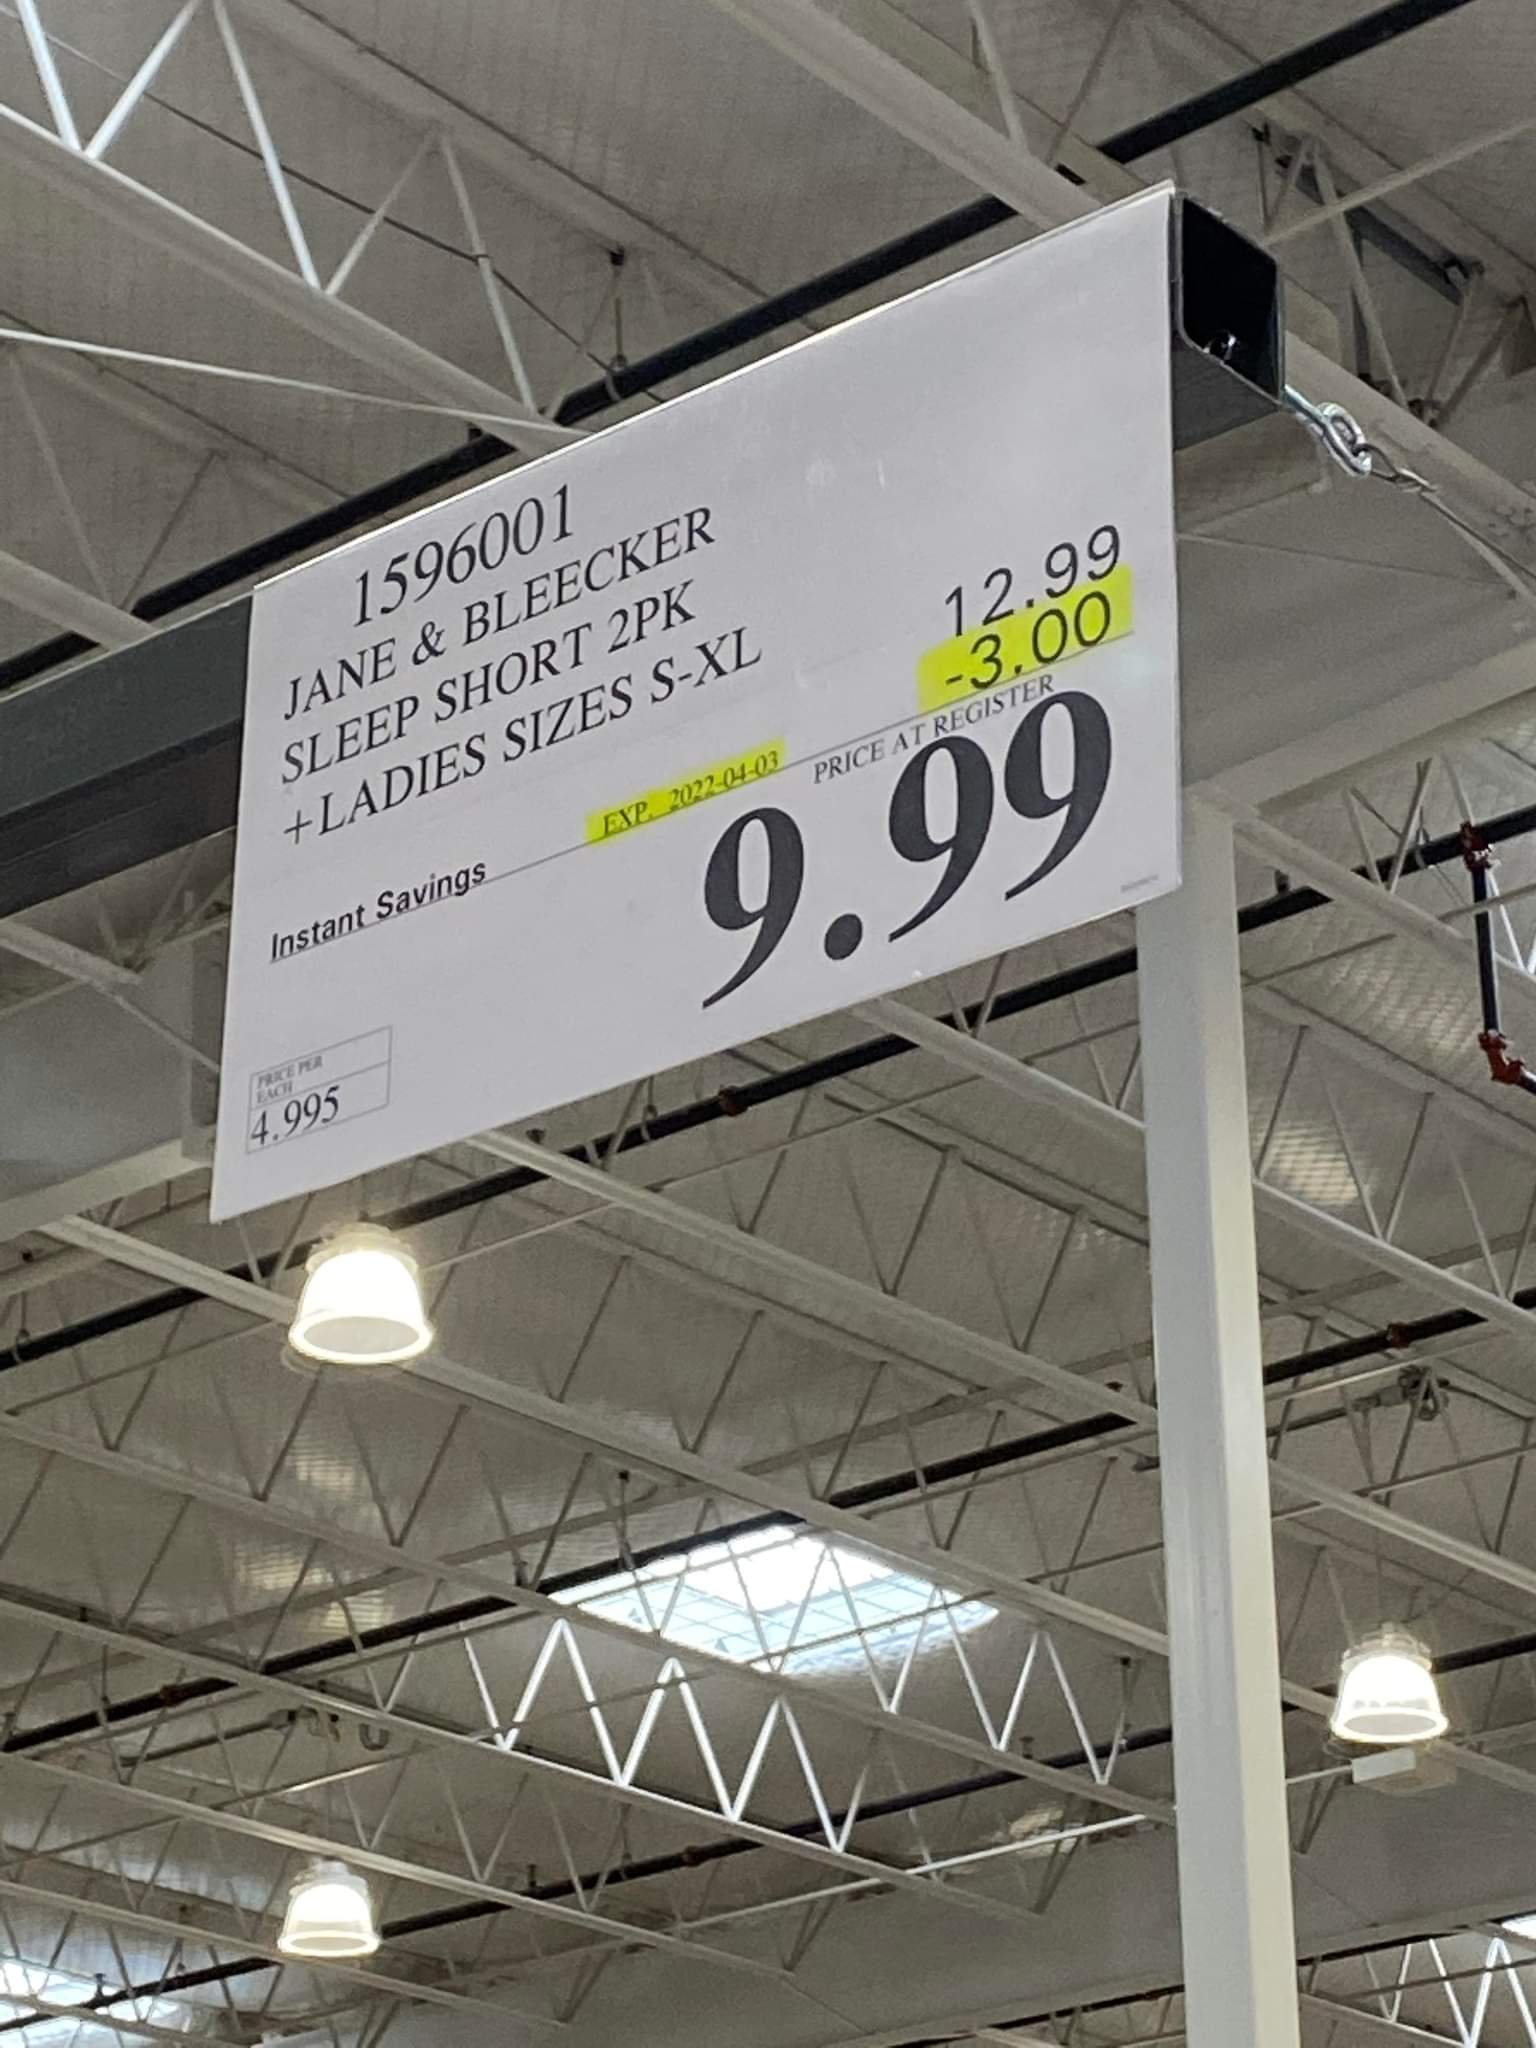 1596001
JANE & BLEECKER
SLEEP SHORT 2PK
+LADIES SIZES S-XL
12.99
-3.00
EXP. 2022-04-03
PRICE AT REGISTER
Instant Savings
9.99
PRICE PER
EACH
4.995